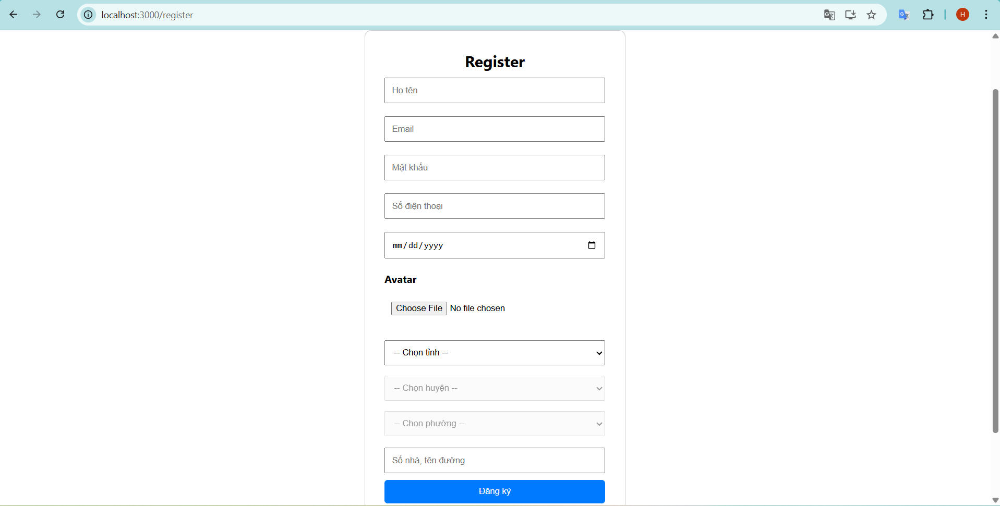 localhost:3000/register
H
Register
Họ tên
Email
Mật khẩu
Số điện thoại
mm/dd/yyyy
Avatar
Choose File No file chosen
-- Chọn tỉnh --
-- Chọn huyện --
-- Chọn phường --
Số nhà, tên đường
Đăng ký